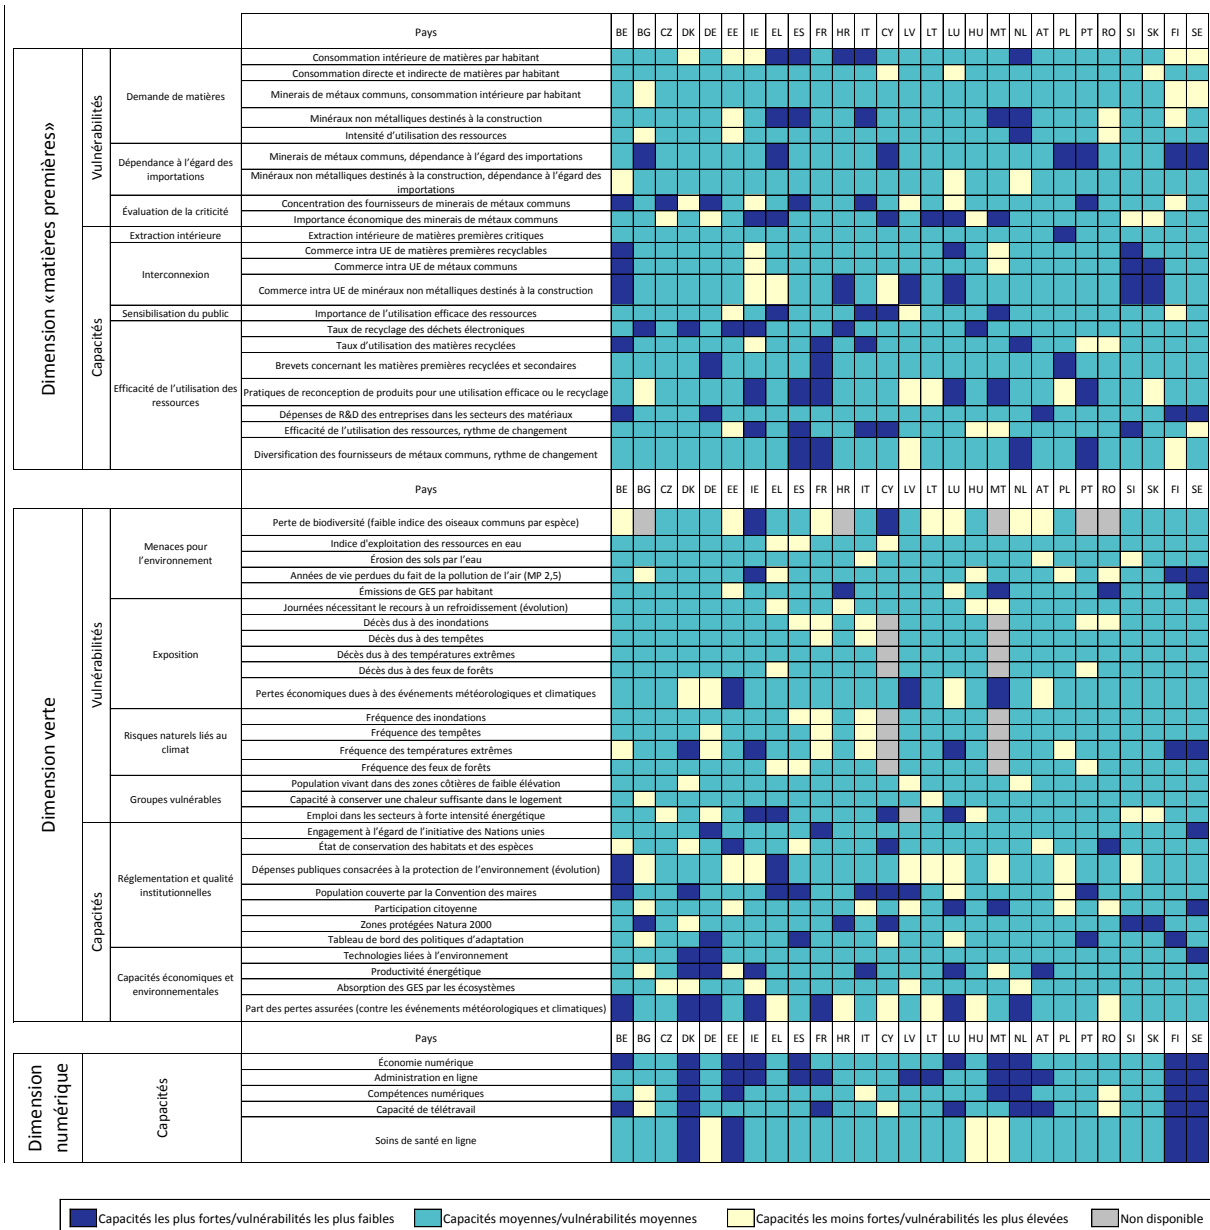 Pays BE BG CZ DK DE EE IE EL ES FR HR IT CY LV LT LU HU MT NL AT PL PT RO SI SK FI SE
Dimension «matières premières»
Vulnérabilités
Demande de matières
Consommation intérieure de matières par habitant
Consommation directe et indirecte de matières par habitant
Minerais de métaux communs, consommation intérieure par habitant
Minéraux non métalliques destinés à la construction
Intensité d'utilisation des ressources
Dépendance à l'égard des
importations
Minerais de métaux communs, dépendance à l'égard des importations
Minéraux non métalliques destinés à la construction, dépendance à l'égard des
importations
Évaluation de la criticité
Concentration des fournisseurs de minerais de métaux communs
Importance économique des minerais de métaux communs
Capacités
Extraction intérieure
Extraction intérieure de matières premières critiques
Interconnexion
Commerce intra UE de matières premières recyclables
Commerce intra UE de métaux communs
Commerce intra UE de minéraux non métalliques destinés à la construction
Sensibilisation du public
Importance de l'utilisation efficace des ressources
Efficacité de l'utilisation des
ressources
Taux de recyclage des déchets électroniques
Taux d'utilisation des matières recyclées
Brevets concernant les matières premières recyclées et secondaires
Pratiques de reconception de produits pour une utilisation efficace ou le recyclage
Dépenses de R&D des entreprises dans les secteurs des matériaux
Efficacité de l'utilisation des ressources, rythme de changement
Diversification des fournisseurs de métaux communs, rythme de changement
Pays BE BG CZ DK DE EE IE EL ES FR HR IT CY LV LT LU HU MT NL AT PL PT RO SI SK FI SE
Dimension verte
Vulnérabilités
Menaces pour
l'environnement
Perte de biodiversité (faible indice des oiseaux communs par espèce)
Indice d'exploitation des ressources en eau
Érosion des sols par l'eau
Années de vie perdues du fait de la pollution de l'air (MP 2,5)
Émissions de GES par habitant
Exposition
Journées nécessitant le recours à un refroidissement (évolution)
Décès dus à des inondations
Décès dus à des tempêtes
Décès dus à des températures extrêmes
Décès dus à des feux de forêts
Pertes économiques dues à des événements météorologiques et climatiques
Risques naturels liés au
climat
Fréquence des inondations
Fréquence des tempêtes
Fréquence des températures extrêmes
Fréquence des feux de forêts
Groupes vulnérables
Population vivant dans des zones côtières de faible élévation
Capacité à conserver une chaleur suffisante dans le logement
Emploi dans les secteurs à forte intensité énergétique
Capacités
Réglementation et qualité
institutionnelles
Engagement à l'égard de l'initiative des Nations unies
État de conservation des habitats et des espèces
Dépenses publiques consacrées à la protection de l'environnement (évolution)
Population couverte par la Convention des maires
Participation citoyenne
Zones protégées Natura 2000
Tableau de bord des politiques d'adaptation
Capacités économiques et
environnementales
Technologies liées à l'environnement
Productivité énergétique
Absorption des GES par les écosystèmes
Part des pertes assurées (contre les événements météorologiques et climatiques)
Pays BE BG CZ DK DE EE IE EL ES FR HR IT CY LV LT LU HU MT NL AT PL PT RO SI SK FI SE
Dimension
numérique
Capacités
Économie numérique
Administration en ligne
Compétences numériques
Capacité de télétravail
Soins de santé en ligne
Capacités les plus fortes/vulnérabilités les plus faibles Capacités moyennes/vulnérabilités moyennes Capacités les moins fortes/vulnérabilités les plus élevées Non disponible